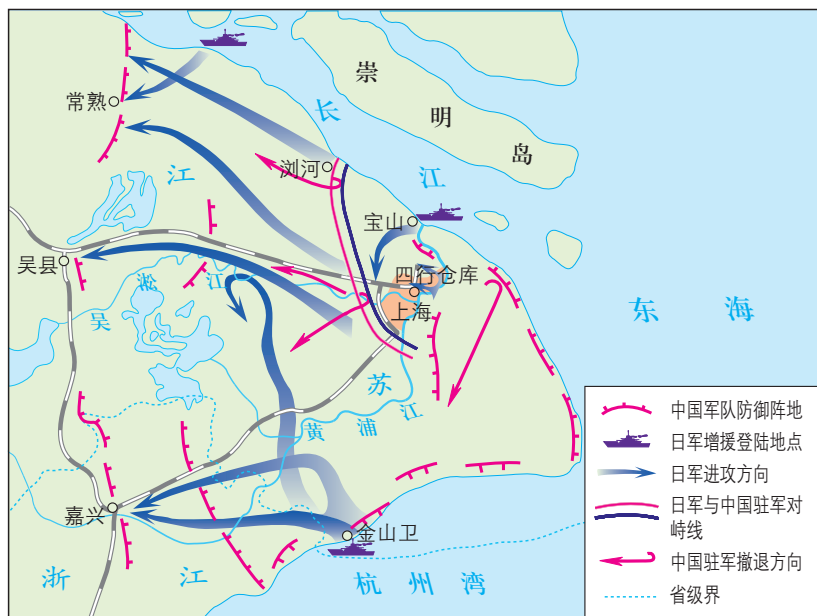 崇明岛
长江
常熟
浏河
江苏
宝山
吴县
四行仓库
吴淞江
上海
东海
黄浦江
嘉兴
金山卫
浙江
杭州湾
中国军队防御阵地
日军增援登陆地点
日军进攻方向
日军与中国驻军对
峙线
中国驻军撤退方向
省级界